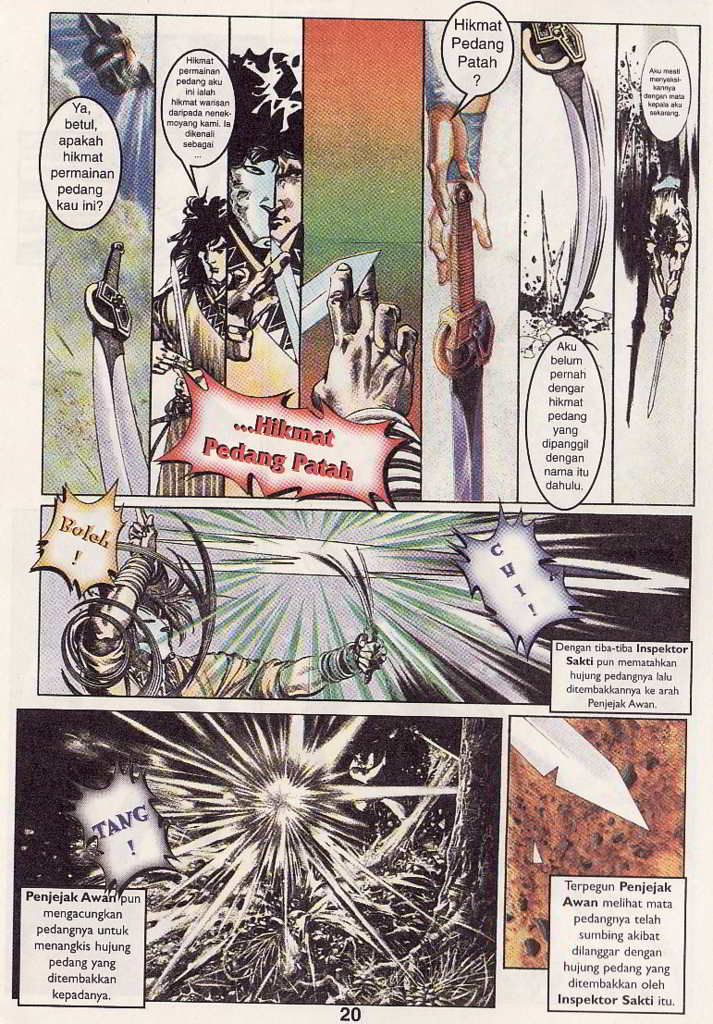 Ya,
betul,
apakah
hikmat
permainan
pedang
kau ini?
Hikmat
permainan
pedang aku
ini ialah
hikmat warisan
daripada nenek-
moyang kami. Ia
dikenali
sebagai
...
...Hikmat
Pedang Patah
Hikmat
Pedang
Patah
?
Aku
belum
pernah
dengar
hikmat
pedang
yang
dipanggil
dengan
nama itu
dahulu.
Aku mesti
menyaksi-
kannya
dengan mata
kepala aku
sekarang.
Boleh
!
CHI!
Dengan tiba-tiba Inspektor
Sakti pun mematahkan
hujung pedangnya lalu
ditembakkannya ke arah
Penjejak Awan.
TANG
!
Penjejak Awan pun
mengacungkan
pedangnya untuk
menangkis hujung
pedang yang
ditembakkan
kepadanya.
Terpegun Penjejak
Awan melihat mata
pedangnya telah
sumbing akibat
dilanggar dengan
hujung pedang yang
ditembakkan oleh
Inspektor Sakti itu.
20